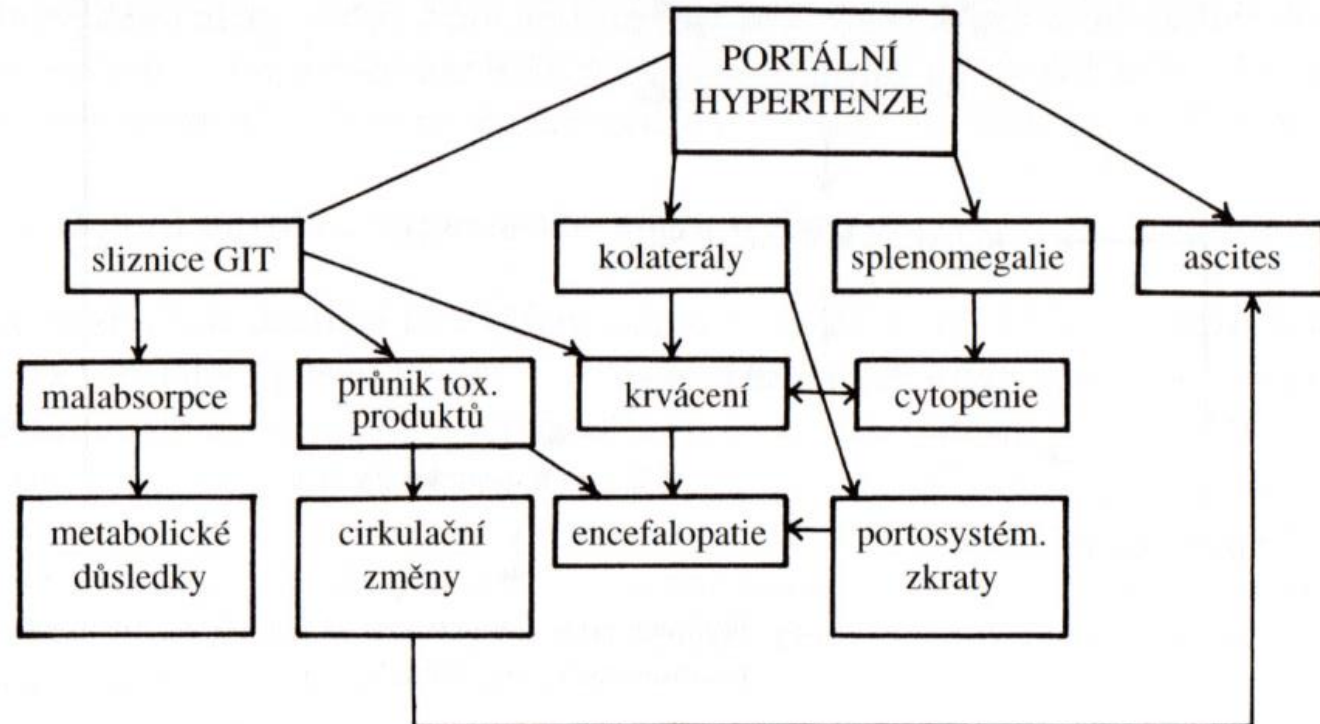 PORTÁLNÍ
HYPERTENZE
sliznice GIT
kolaterály
splenomegalie
ascites
malabsorpce
průnik tox.
produktů
krvácení
cytopenie
metabolické
důsledky
cirkulační
změny
encefalopatie
portosystém.
zkraty